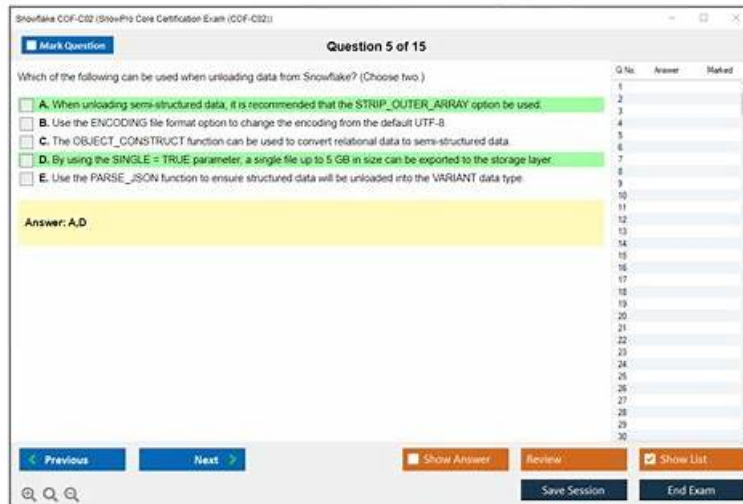 Snowflake COF-C02 (SnowPro Core Certification Exam (COF-C02))
Mark Question
Question 5 of 15
Which of the following can be used when unloading data from Snowflake? (Choose two.)
A. When unloading semi-structured data, it is recommended that the STRIP_OUTER_ARRAY option be used.
B. Use the ENCODING file format option to change the encoding from the default UTF-8.
C. The OBJECT_CONSTRUCT function can be used to convert relational data to semi-structured data.
D. By using the SINGLE = TRUE parameter, a single file up to 5 GB in size can be exported to the storage layer.
E. Use the PARSE_JSON function to ensure structured data will be unloaded into the VARIANT data type.
Answer: A,D
Q No. Answer Marked
1
2
3
4
5
6
7
8
9
10
11
12
13
14
15
16
17
18
19
20
21
22
23
24
25
26
27
28
29
30
Previous
Next
Show Answer
Review
Show List
Save Session
End Exam